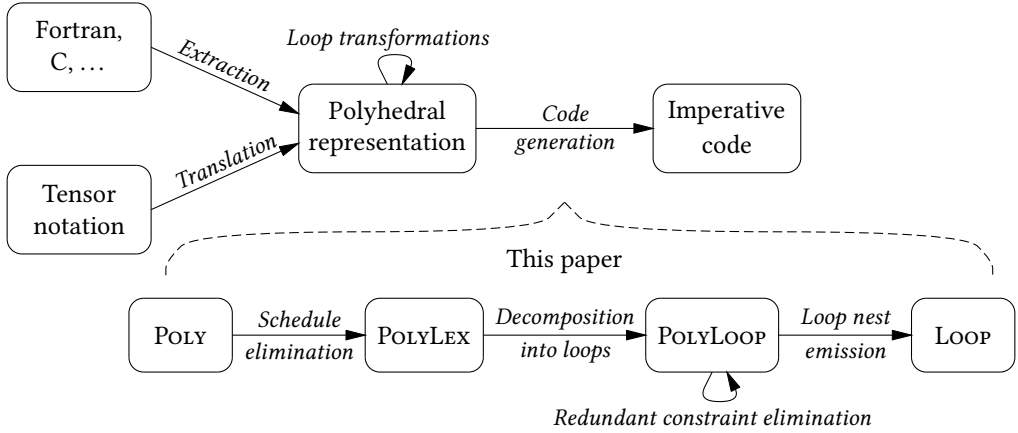 Fortran,
C, …
Extraction
Loop transformations
Polyhedral
representation
Code
generation
Imperative
code
Translation
Tensor
notation
This paper
POLY
Schedule
elimination
POLYLEX
Decomposition
into loops
POLYLOOP
Loop nest
emission
LOOP
Redundant constraint elimination